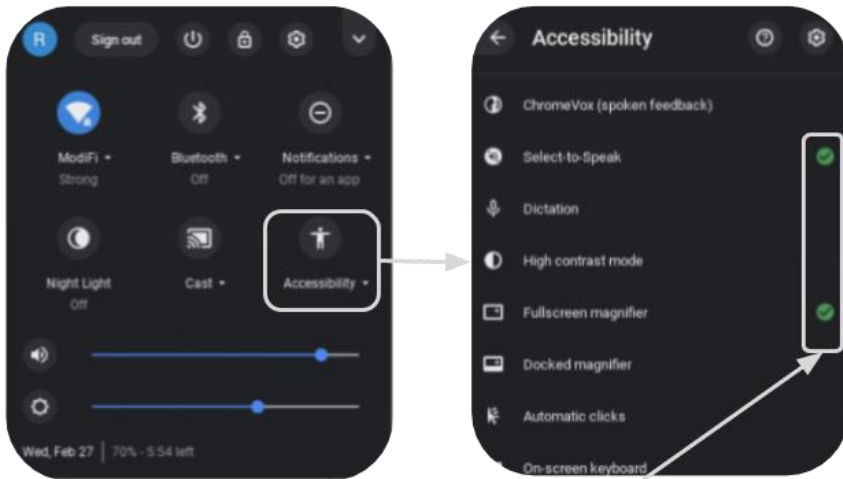 R Sign out
ModiFi
Strong
Bluetooth
Off
Notifications
Off for an app
Night Light
Off
Cast
Accessibility
Wed, Feb 27 | 70% - 5:54 left
Accessibility
ChromeVox (spoken feedback)
Select-to-Speak
Dictation
High contrast mode
Fullscreen magnifier
Docked magnifier
Automatic clicks
On-screen keyboard